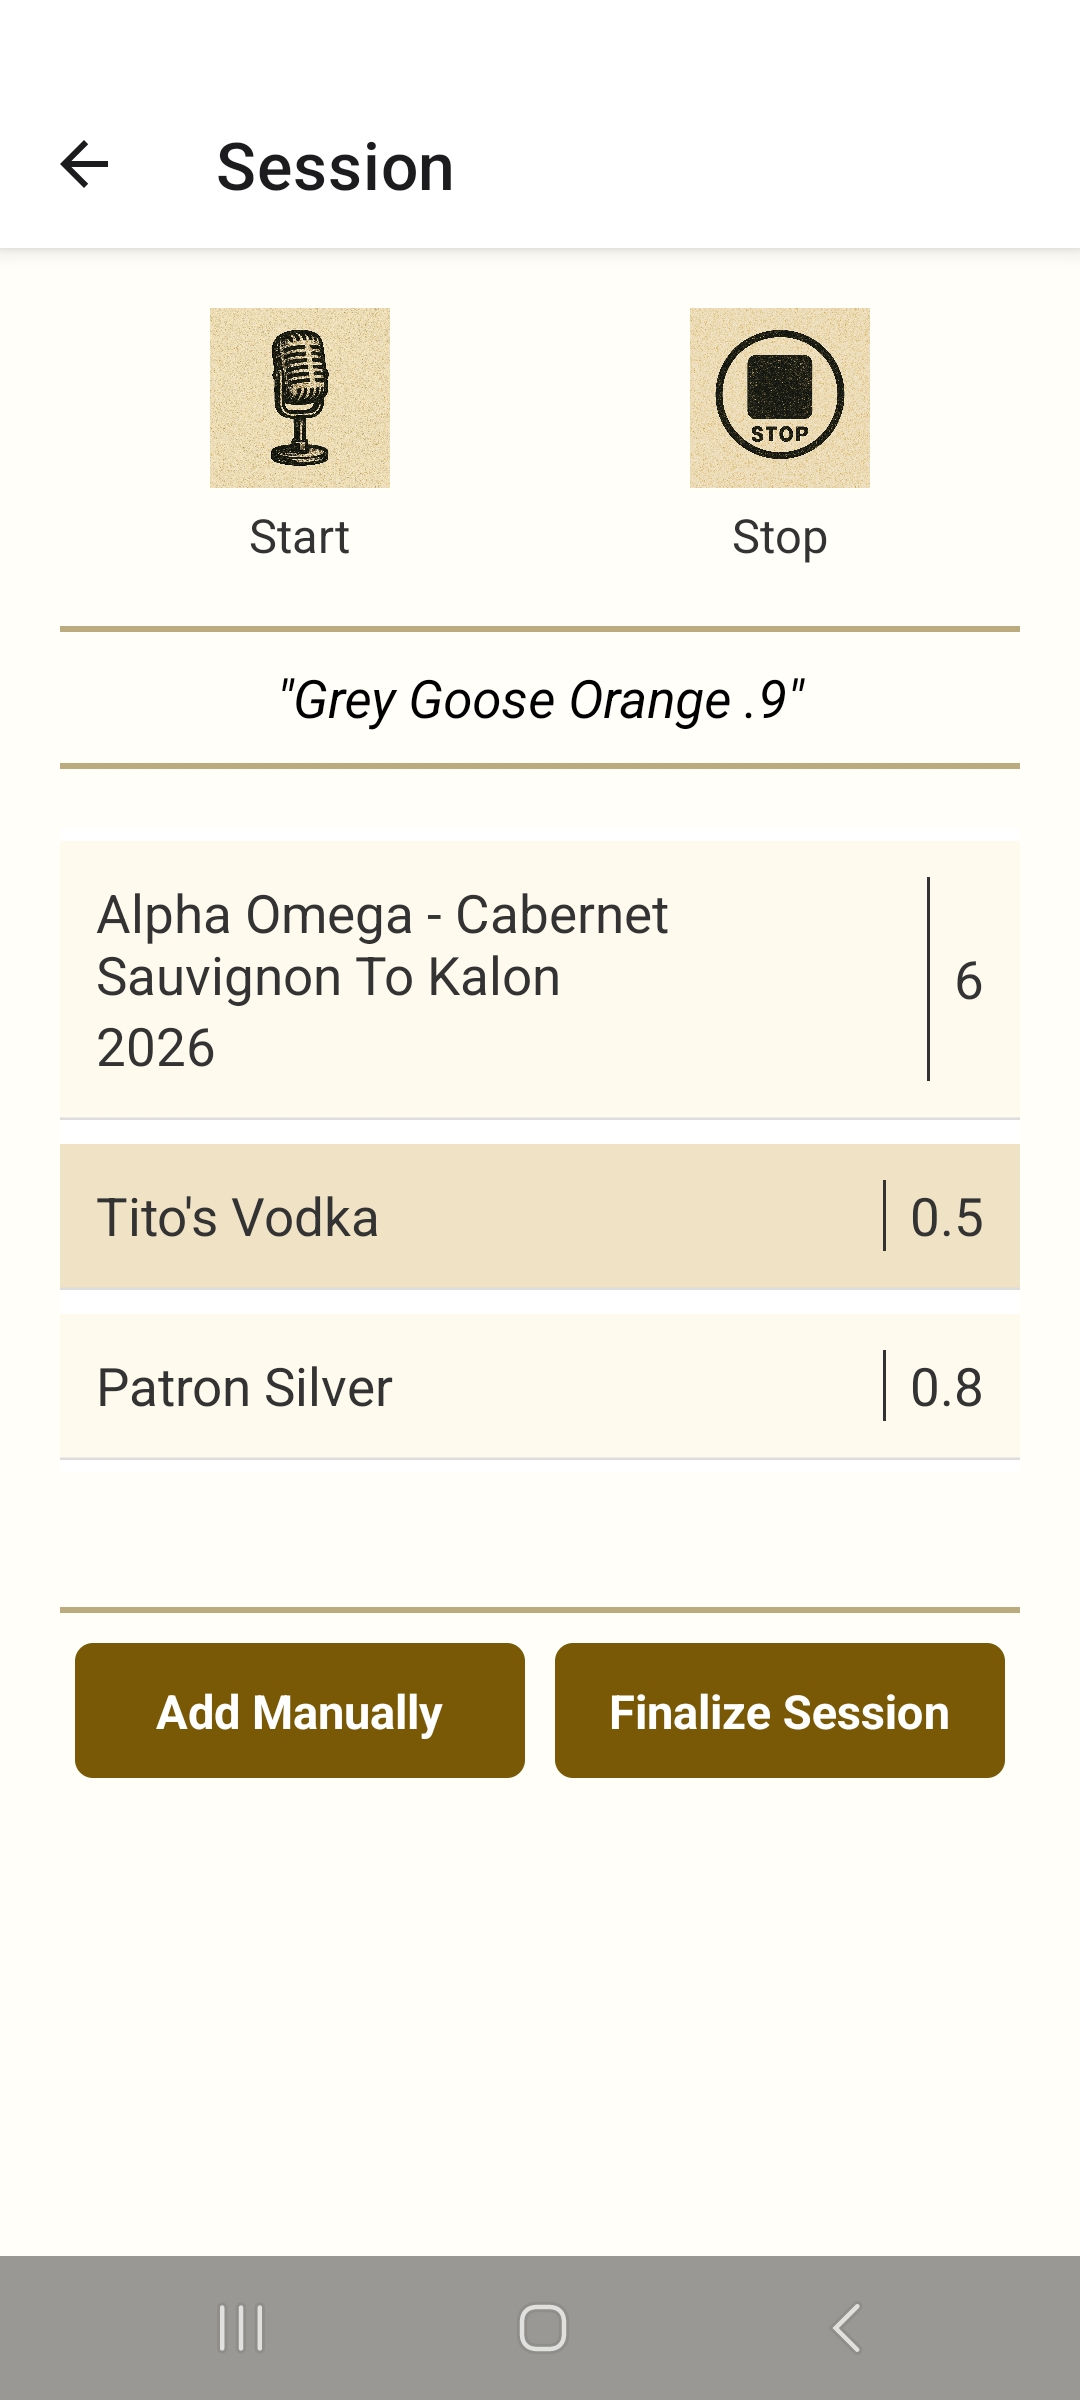 Session
STOP
Start
Stop
"Grey Goose Orange .9"
Alpha Omega - Cabernet
Sauvignon To Kalon
2026
6
Tito's Vodka
0.5
Patron Silver
0.8
Add Manually
Finalize Session